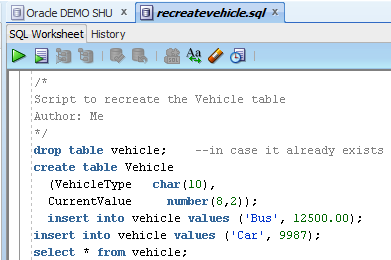 Oracle DEMO SHU x recreatevehicle.sql x
SQL Worksheet History
Aa
/*
Script to recreate the Vehicle table
Author: Me
*/
drop table vehicle;    --in case it already exists
create table Vehicle
  (VehicleType   char(10),
  CurrentValue     number(8,2));
  insert into vehicle values ('Bus', 12500.00);
insert into vehicle values ('Car', 9987);
select * from vehicle;